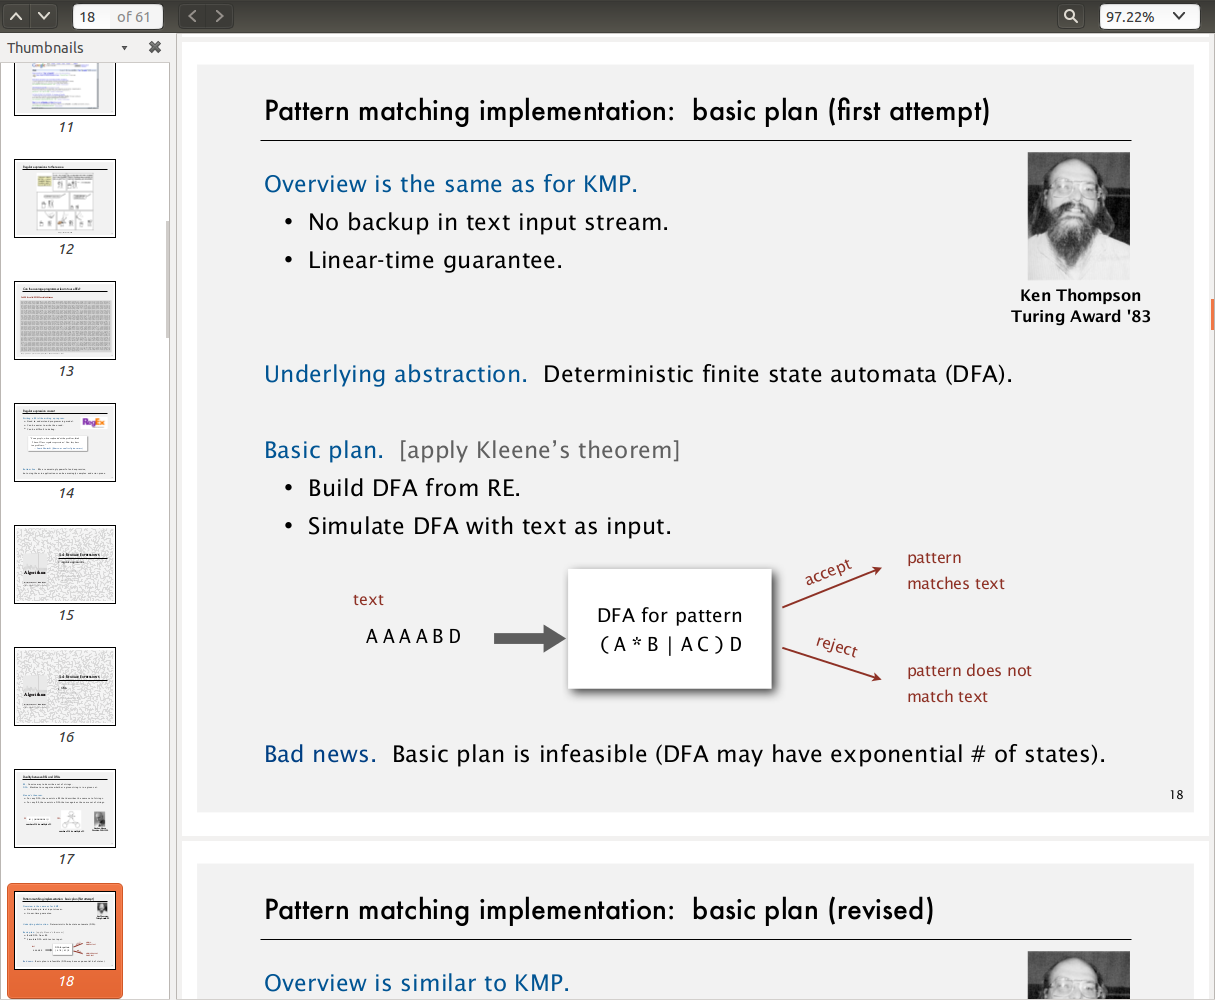 18 of 61
97.22%
Thumbnails
11
12
13
14
15
16
17
18
Pattern matching implementation: basic plan (first attempt)
Overview is the same as for KMP.
• No backup in text input stream.
• Linear-time guarantee.
Ken Thompson
Turing Award '83
Underlying abstraction. Deterministic finite state automata (DFA).
Basic plan. [apply Kleene’s theorem]
• Build DFA from RE.
• Simulate DFA with text as input.
text
A A A A B D
DFA for pattern
( A * B | A C ) D
accept
pattern
matches text
reject
pattern does not
match text
Bad news. Basic plan is infeasible (DFA may have exponential # of states).
18
Pattern matching implementation: basic plan (revised)
Overview is similar to KMP.